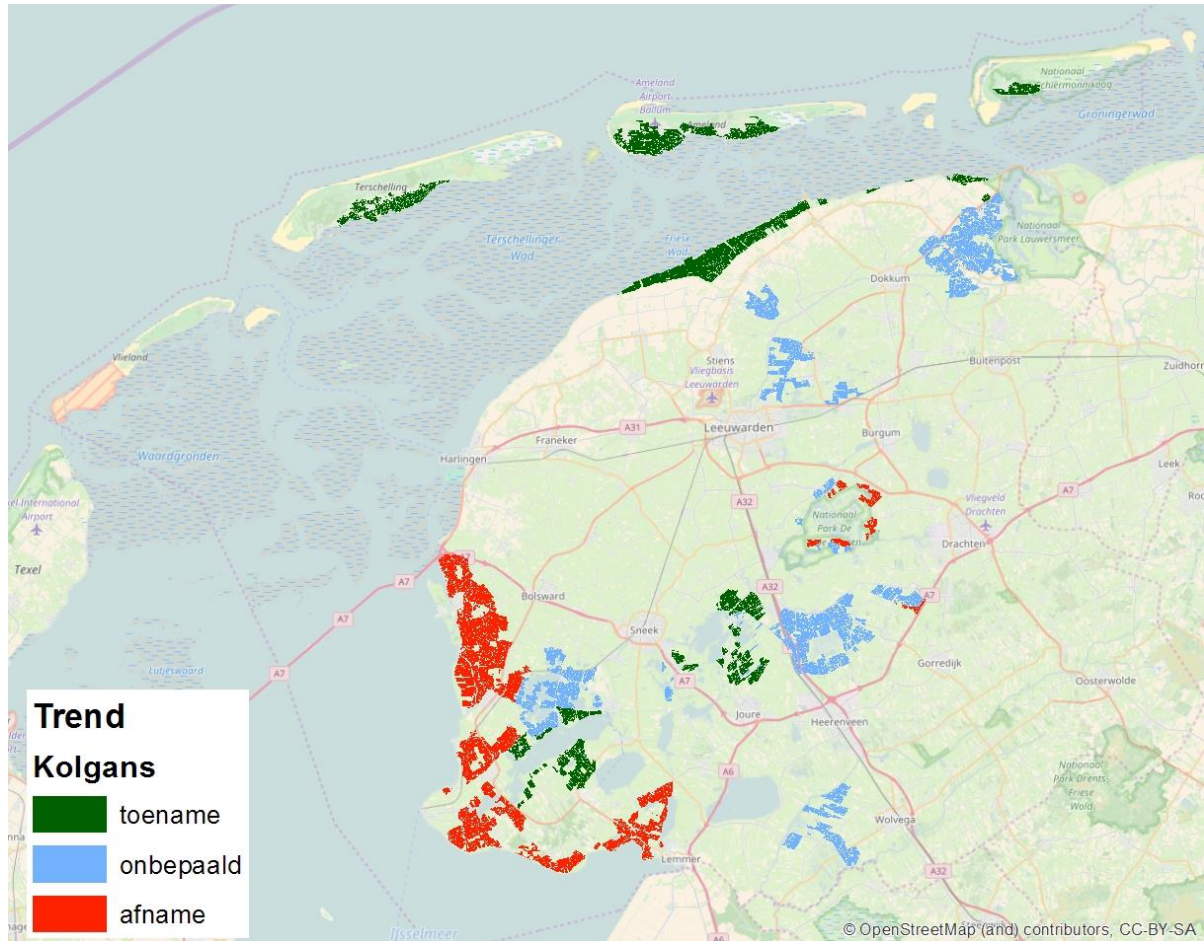 Nationaal
Schiermonnikoog
Groningerwad
Ameland
Airport
Ballum
Ameland
Terschelling
Terschellinger
Wad
Friese
Wad
Nationaal
Park Lauwersmeer
Dokkum
Vlieland
Stiens
Vliegbasis
Leeuwarden
Buitenpost
Zuidhorn
Leeuwarden
A31
Franeker
Burgum
Waardgronden
Harlingen
Leek
A7
A32
Nationaal
Park De
Vliegveld
Drachten
Airport
Texel
Drachten
A7
A7
Bolsward
A32
A7
Sneek
Lutjeswaard
A7
A7
Gorredijk
Oosterwolde
Joure
Heerenveen
A6
Nationaal
Park Drents-
Friese
Wold
Wolvega
Lemmer
A32
IJsselmeer
Trend
Kolgans
toename
onbepaald
afname
© OpenStreetMap (and) contributors, CC-BY-SA